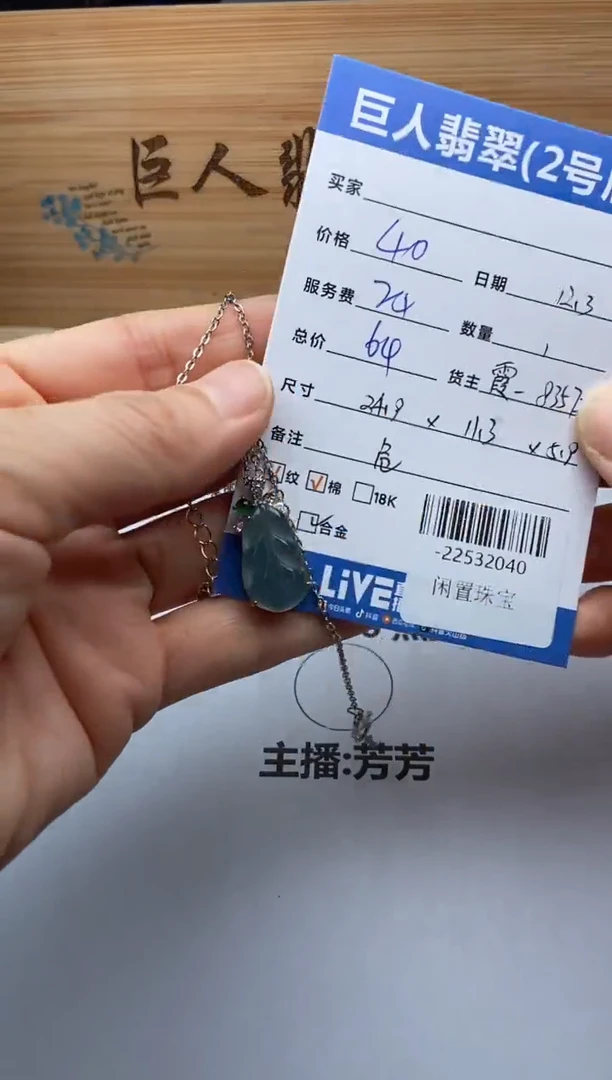 巨人翡
巨人翡翠(2号
买家
价格 40 日期 12.3
服务费 24 数量 1
总价 64 货主 霞-8357
尺寸 24.9 × 11.3 × 5.9
备注 危
纹 棉 18K
合金
-22532040
闲置珠宝
LIVE
主播:芳芳